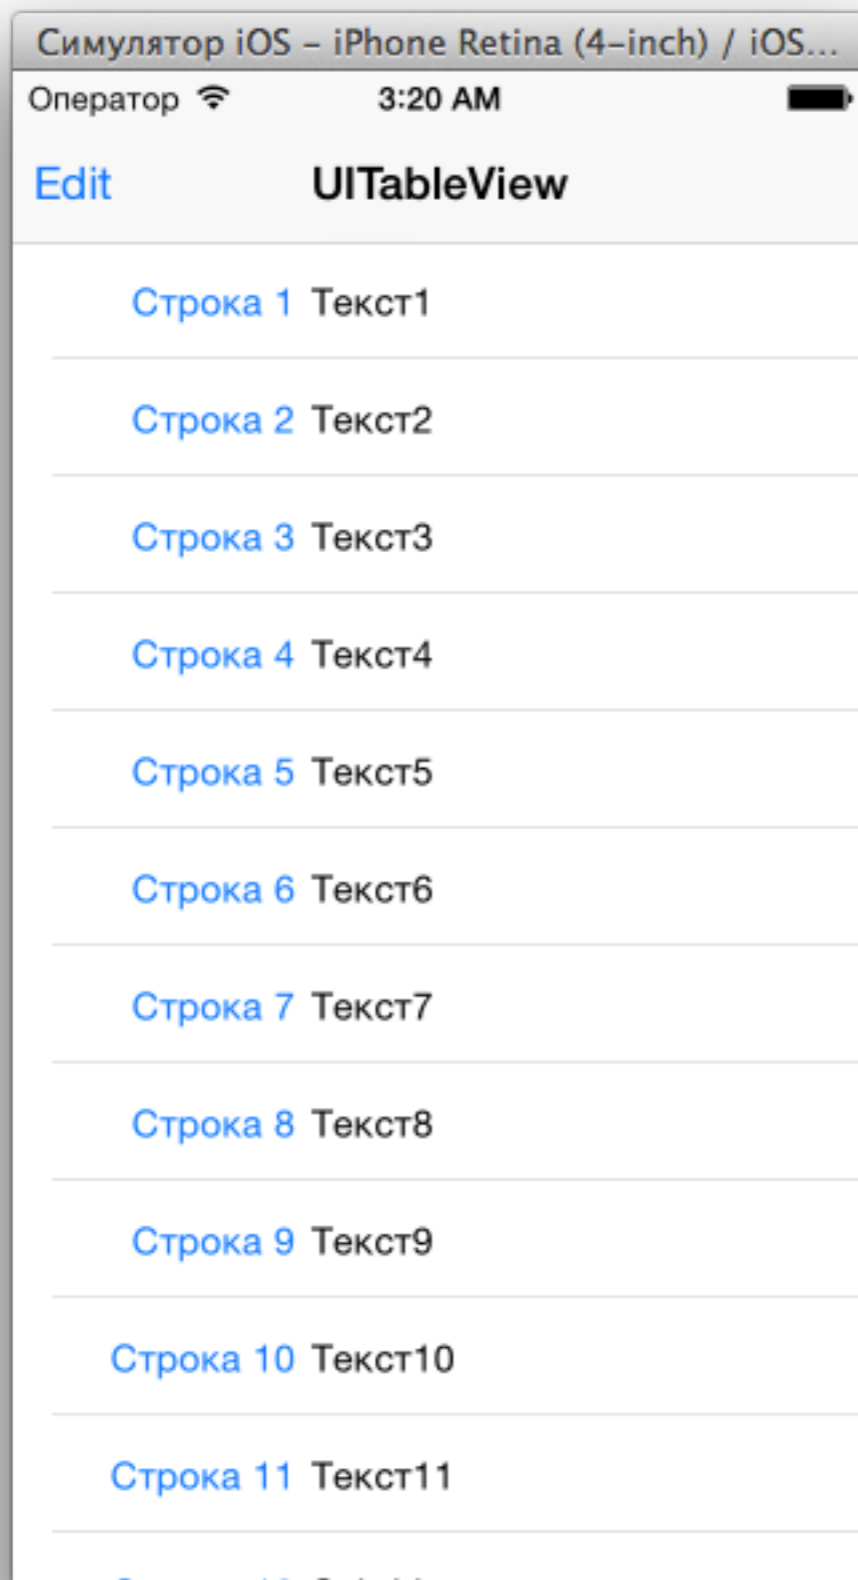 Симулятор iOS – iPhone Retina (4-inch) / iOS...
Оператор 3:20 AM
Edit UITableView
Строка 1 Текст1
Строка 2 Текст2
Строка 3 Текст3
Строка 4 Текст4
Строка 5 Текст5
Строка 6 Текст6
Строка 7 Текст7
Строка 8 Текст8
Строка 9 Текст9
Строка 10 Текст10
Строка 11 Текст11